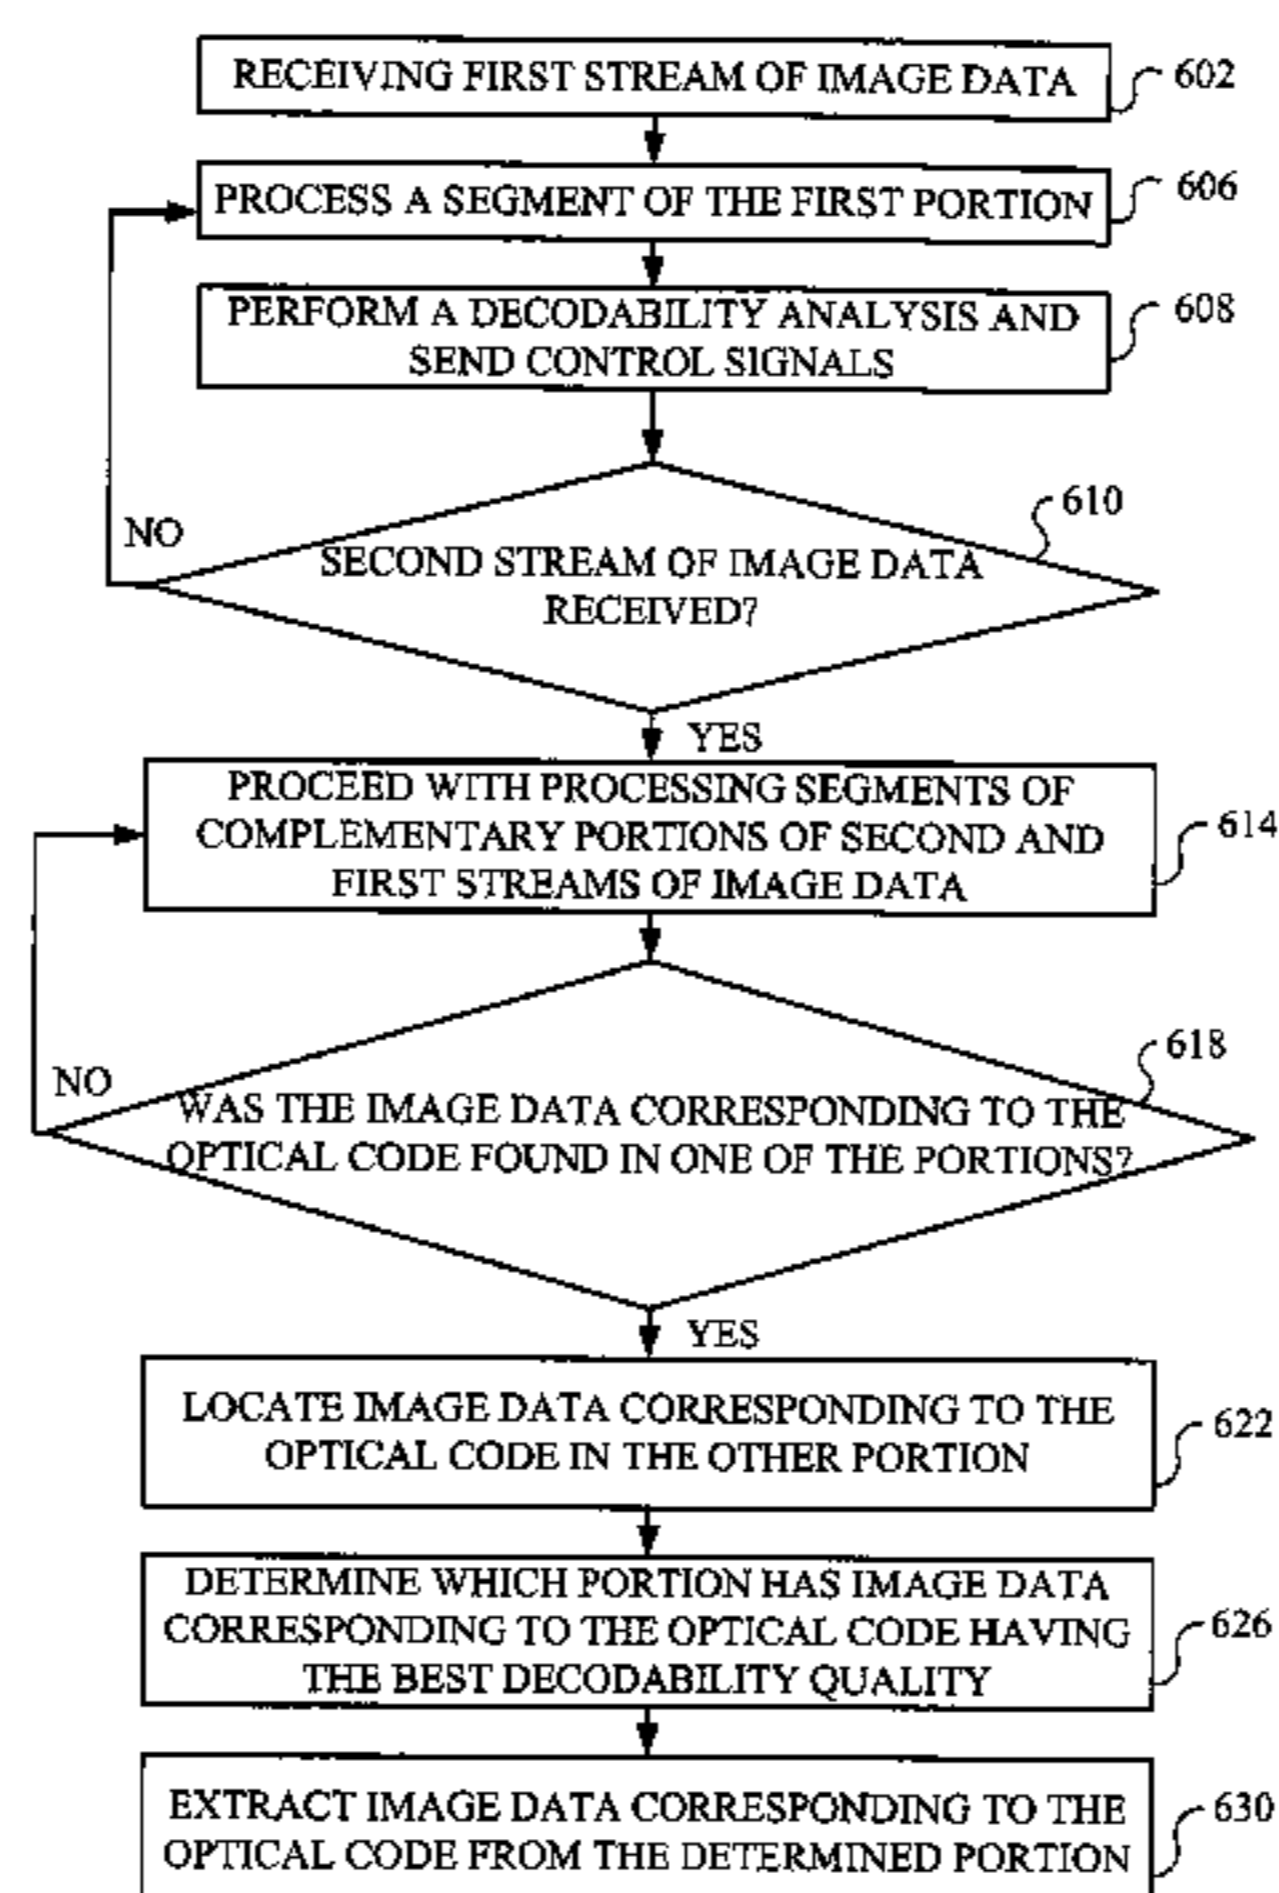 RECEIVING FIRST STREAM OF IMAGE DATA
602
PROCESS A SEGMENT OF THE FIRST PORTION
606
PERFORM A DECODABILITY ANALYSIS AND
SEND CONTROL SIGNALS
608
610
NO
SECOND STREAM OF IMAGE DATA
RECEIVED?
YES
PROCEED WITH PROCESSING SEGMENTS OF
COMPLEMENTARY PORTIONS OF SECOND AND
FIRST STREAMS OF IMAGE DATA
614
618
NO
WAS THE IMAGE DATA CORRESPONDING TO THE
OPTICAL CODE FOUND IN ONE OF THE PORTIONS?
YES
LOCATE IMAGE DATA CORRESPONDING TO THE
OPTICAL CODE IN THE OTHER PORTION
622
DETERMINE WHICH PORTION HAS IMAGE DATA
CORRESPONDING TO THE OPTICAL CODE HAVING
THE BEST DECODABILITY QUALITY
626
EXTRACT IMAGE DATA CORRESPONDING TO THE
OPTICAL CODE FROM THE DETERMINED PORTION
630